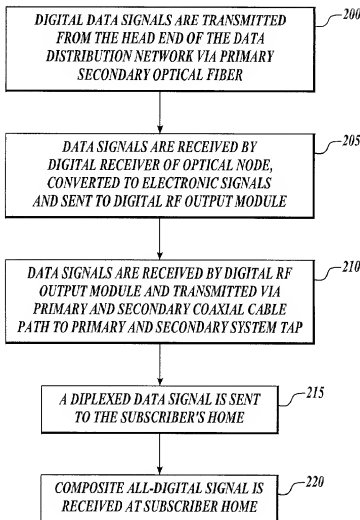 DIGITAL DATA SIGNALS ARE TRANSMITTED
FROM THE HEAD END OF THE DATA
DISTRIBUTION NETWORK VIA PRIMARY
SECONDARY OPTICAL FIBER
200
DATA SIGNALS ARE RECEIVED BY
DIGITAL RECEIVER OF OPTICAL NODE,
CONVERTED TO ELECTRONIC SIGNALS
AND SENT TO DIGITAL RF OUTPUT MODULE
205
DATA SIGNALS ARE RECEIVED BY DIGITAL RF
OUTPUT MODULE AND TRANSMITTED VIA
PRIMARY AND SECONDARY COAXIAL CABLE
PATH TO PRIMARY AND SECONDARY SYSTEM TAP
210
A DIPLEXED DATA SIGNAL IS SENT
TO THE SUBSCRIBER'S HOME
215
COMPOSITE ALL-DIGITAL SIGNAL IS
RECEIVED AT SUBSCRIBER HOME
220